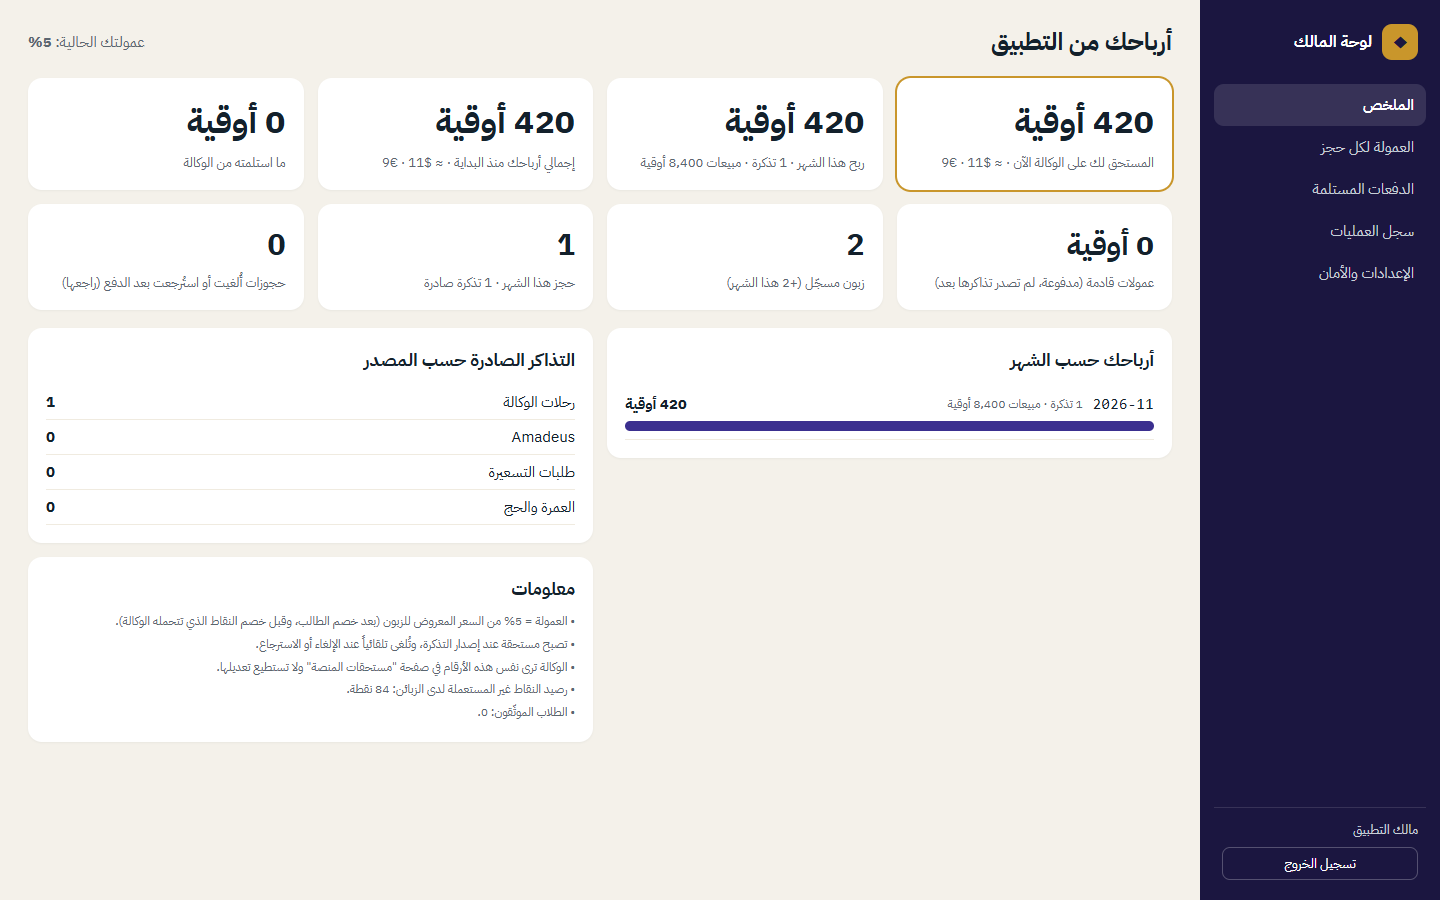 لوحة المالك
الملخص
العمولة لكل حجز
الدفعات المستلمة
سجل العمليات
الإعدادات والأمان
مالك التطبيق
تسجيل الخروج
أرباحك من التطبيق
عمولتك الحالية: 5%
420 أوقية
المستحق لك على الوكالة الآن · ≈ 11$ · 9€
420 أوقية
ربح هذا الشهر · 1 تذكرة · مبيعات 8,400 أوقية
420 أوقية
إجمالي أرباحك منذ البداية · ≈ 11$ · 9€
0 أوقية
ما استلمته من الوكالة
0 أوقية
عمولات قادمة (مدفوعة، لم تصدر تذاكرها بعد)
2
زبون مسجّل (+2 هذا الشهر)
1
حجز هذا الشهر · 1 تذكرة صادرة
0
حجوزات أُلغيت أو استُرجعت بعد الدفع (راجعها)
أرباحك حسب الشهر
2026-11 1 تذكرة · مبيعات 8,400 أوقية 420 أوقية
التذاكر الصادرة حسب المصدر
رحلات الوكالة 1
Amadeus 0
طلبات التسعيرة 0
العمرة والحج 0
معلومات
• العمولة = 5% من السعر المعروض للزبون (بعد خصم الطالب، وقبل خصم النقاط الذي تتحمله الوكالة).
• تصبح مستحقة عند إصدار التذكرة، وتُلغى تلقائياً عند الإلغاء أو الاسترجاع.
• الوكالة ترى نفس هذه الأرقام في صفحة "مستحقات المنصة" ولا تستطيع تعديلها.
• رصيد النقاط غير المستعملة لدى الزبائن: 84 نقطة.
• الطلاب الموثّقون: 0.